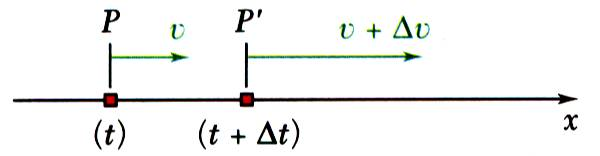 P v P′ v + Δv
(t) (t + Δt) x